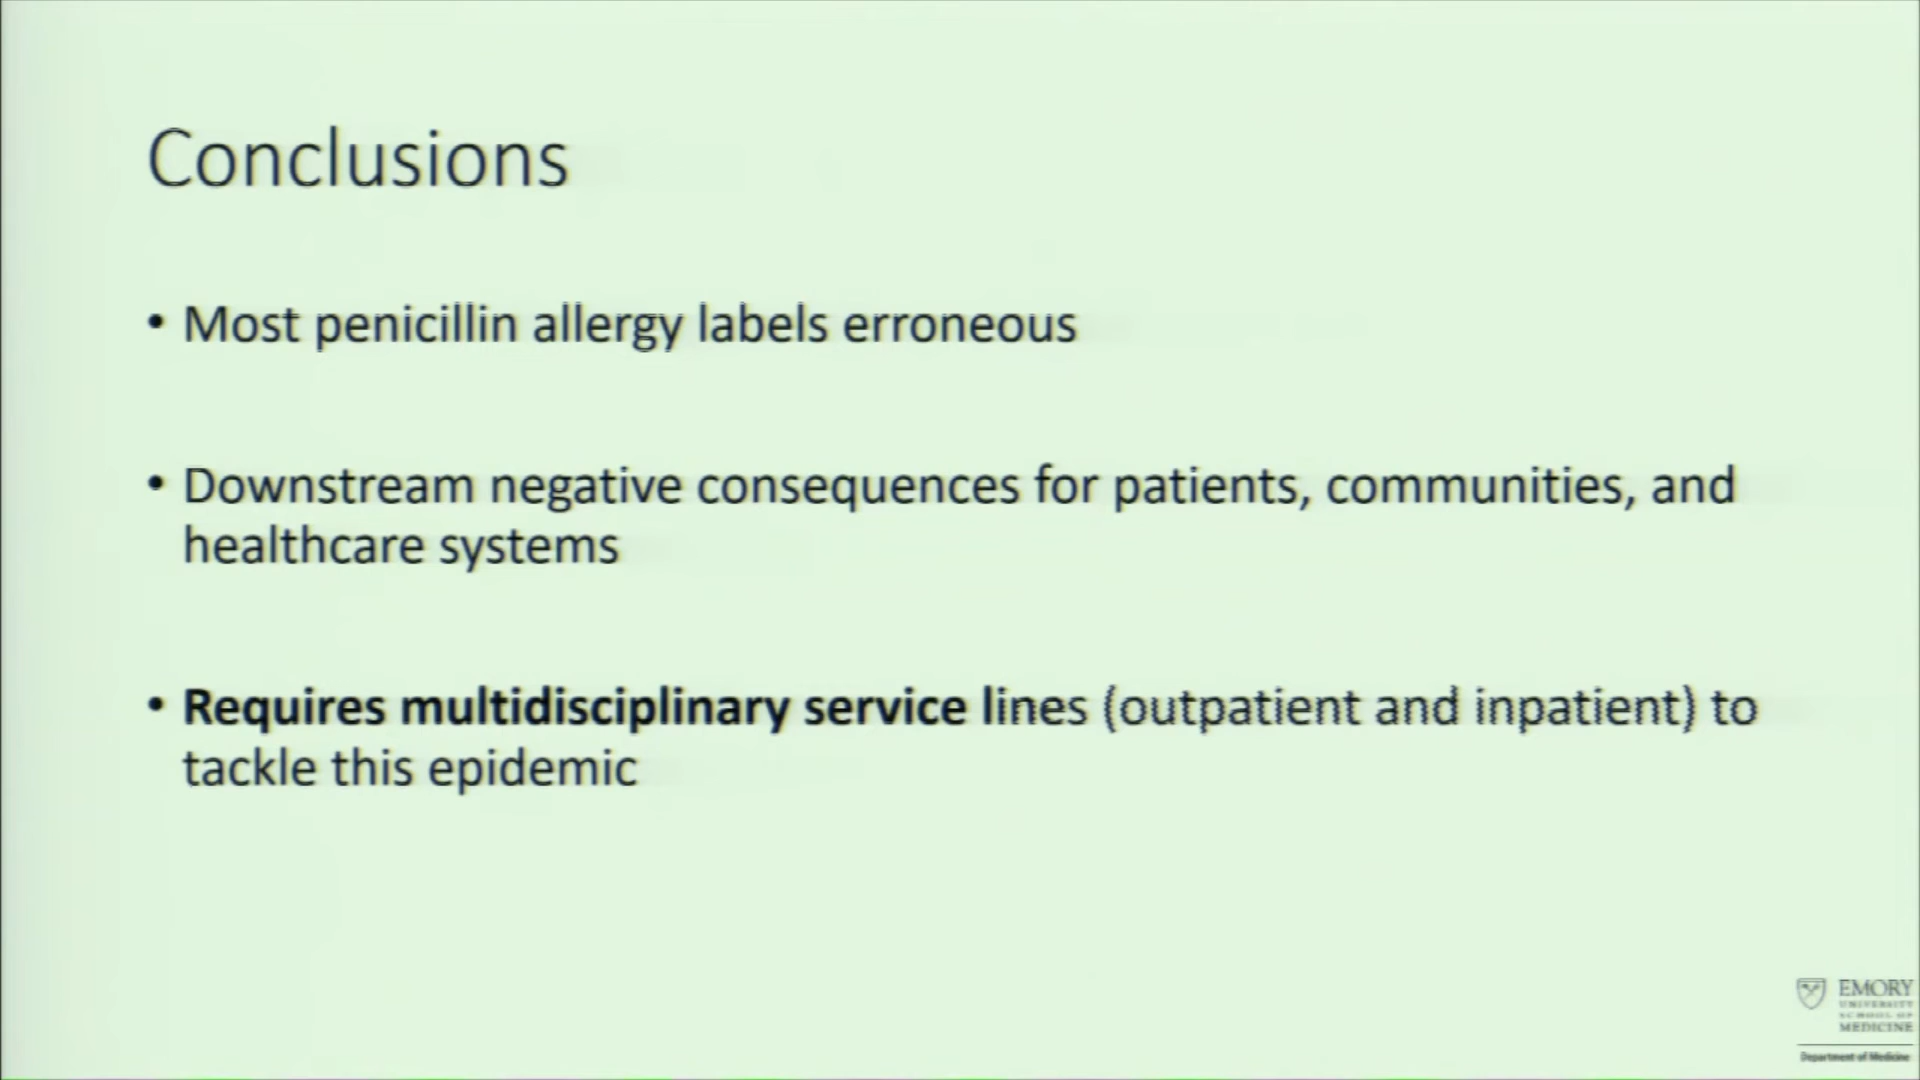 Conclusions
• Most penicillin allergy labels erroneous
• Downstream negative consequences for patients, communities, and
healthcare systems
• Requires multidisciplinary service lines (outpatient and inpatient) to
tackle this epidemic
EMORY
UNIVERSITY
SCHOOL OF
MEDICINE
Department of Medicine